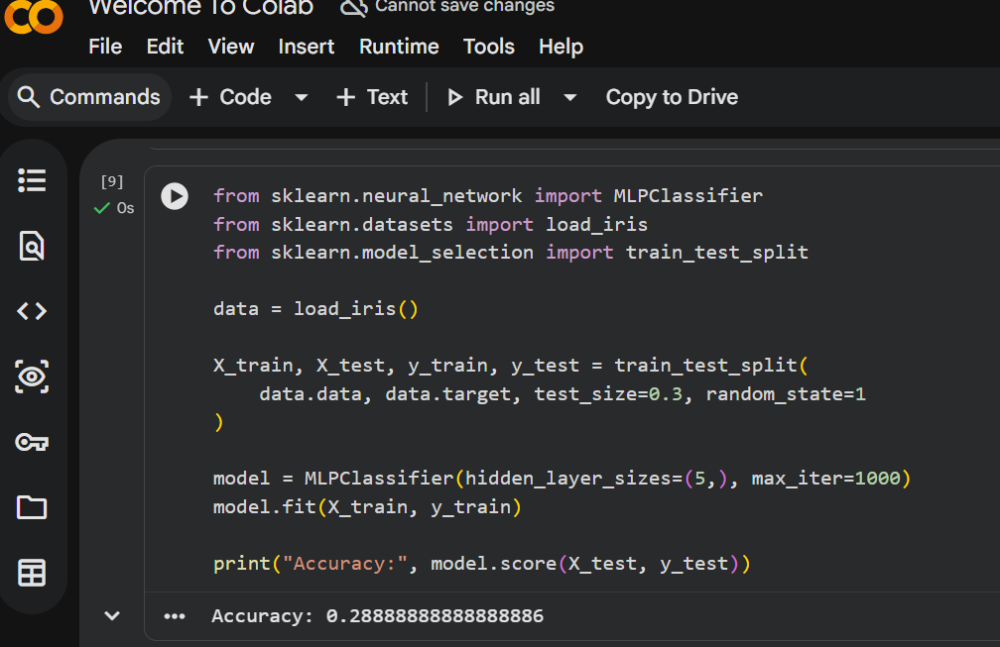 Welcome To Colab Cannot save changes
File Edit View Insert Runtime Tools Help
Commands + Code + Text Run all Copy to Drive
[9]
0s
from sklearn.neural_network import MLPClassifier
from sklearn.datasets import load_iris
from sklearn.model_selection import train_test_split
data = load_iris()
X_train, X_test, y_train, y_test = train_test_split(
data.data, data.target, test_size=0.3, random_state=1
)
model = MLPClassifier(hidden_layer_sizes=(5,), max_iter=1000)
model.fit(X_train, y_train)
print("Accuracy:", model.score(X_test, y_test))
Accuracy: 0.28888888888888886